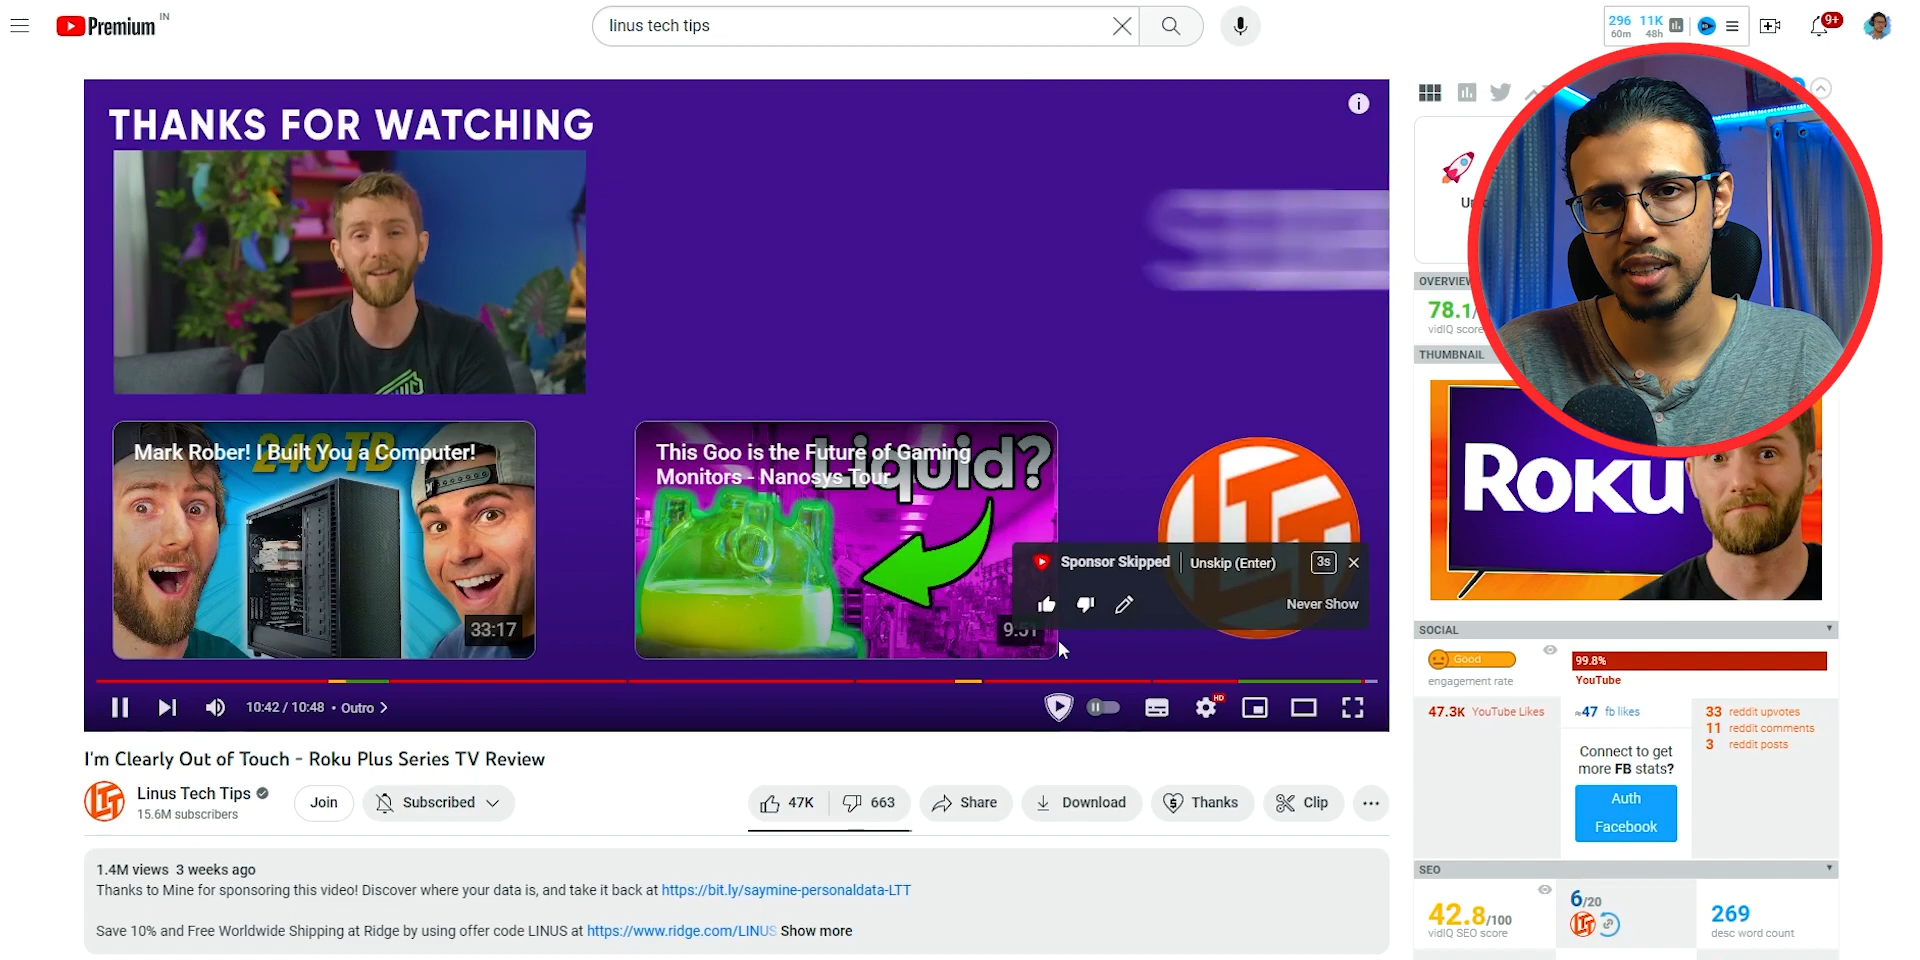 Premium IN
linus tech tips
296 11K
60m 48h
9+
THANKS FOR WATCHING
Mark Rober! I Built You a Computer!
240 TB
33:17
This Goo is the Future of Gaming
Monitors - Nanosys Tour
Liquid?
9:51
LTT
Sponsor Skipped
Unskip (Enter)
3s
Never Show
10:42 / 10:48 • Outro
HD
I'm Clearly Out of Touch - Roku Plus Series TV Review
Linus Tech Tips
15.6M subscribers
Join
Subscribed
47K
663
Share
Download
Thanks
Clip
1.4M views 3 weeks ago
Thanks to Mine for sponsoring this video! Discover where your data is, and take it back at https://bit.ly/saymine-personaldata-LTT
Save 10% and Free Worldwide Shipping at Ridge by using offer code LINUS at https://www.ridge.com/LINUS Show more
OVERVIEW
78.1/
vidIQ score
THUMBNAIL
ROKU
SOCIAL
Good
engagement rate
99.8%
YouTube
47.3K YouTube Likes
≈47 fb likes
33 reddit upvotes
11 reddit comments
3 reddit posts
Connect to get
more FB stats?
Auth
Facebook
SEO
42.8/100
vidIQ SEO score
6/20
269
desc word count